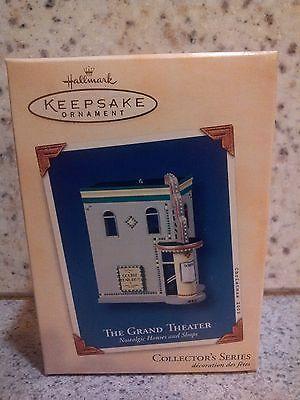 Hallmark
KEEPSAKE
ORNAMENT
THE GRAND THEATER
Nostalgic Houses and Shops
COLLECTOR'S SERIES
décoration des fêtes